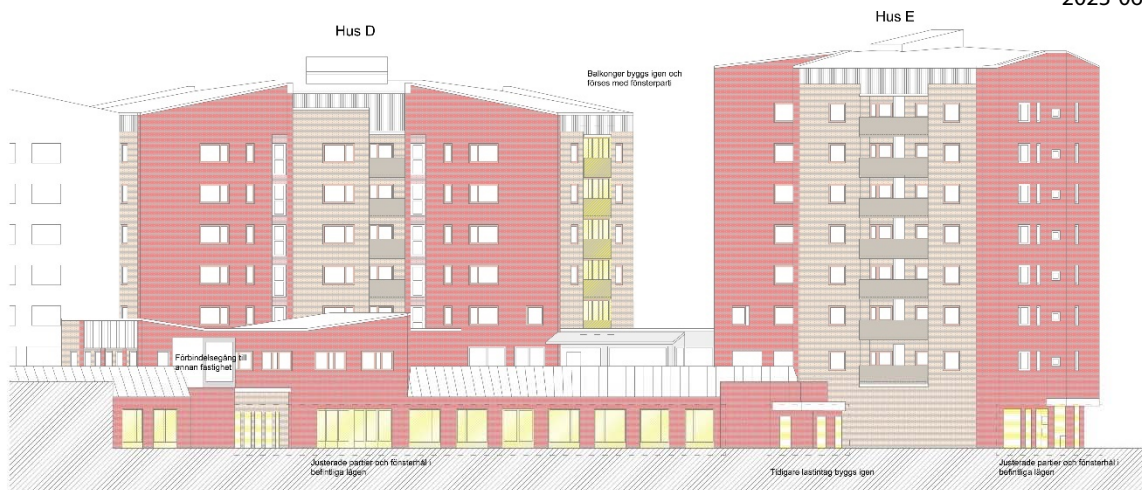 Hus D
Hus E
Balkonger byggs igen och
förses med fönsterparti
Förbindelsegång till
annan fastighet
Justerade partier och fönsterhål i
befintliga lägen
Tidigare lastintag byggs igen
Justerade partier och fönsterhål i
befintliga lägen